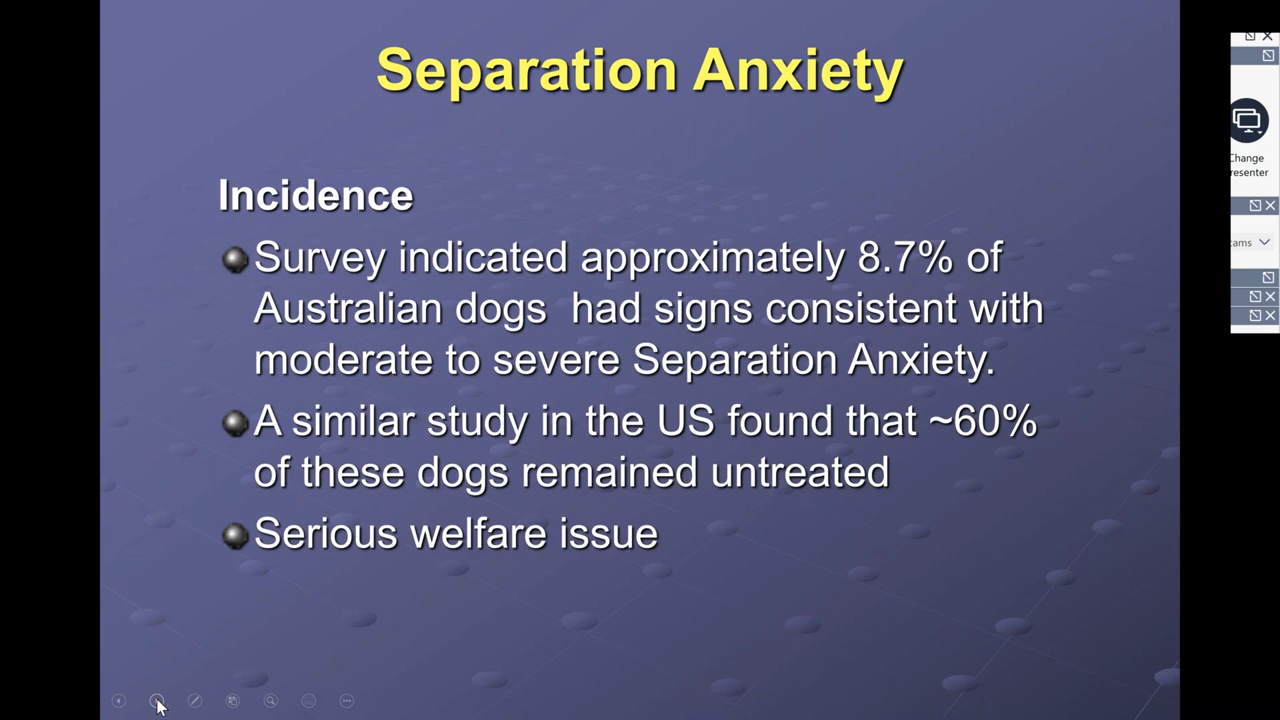 Separation Anxiety
Incidence
Survey indicated approximately 8.7% of
Australian dogs had signs consistent with
moderate to severe Separation Anxiety.
A similar study in the US found that ~60%
of these dogs remained untreated
Serious welfare issue
Change
resenter
cams